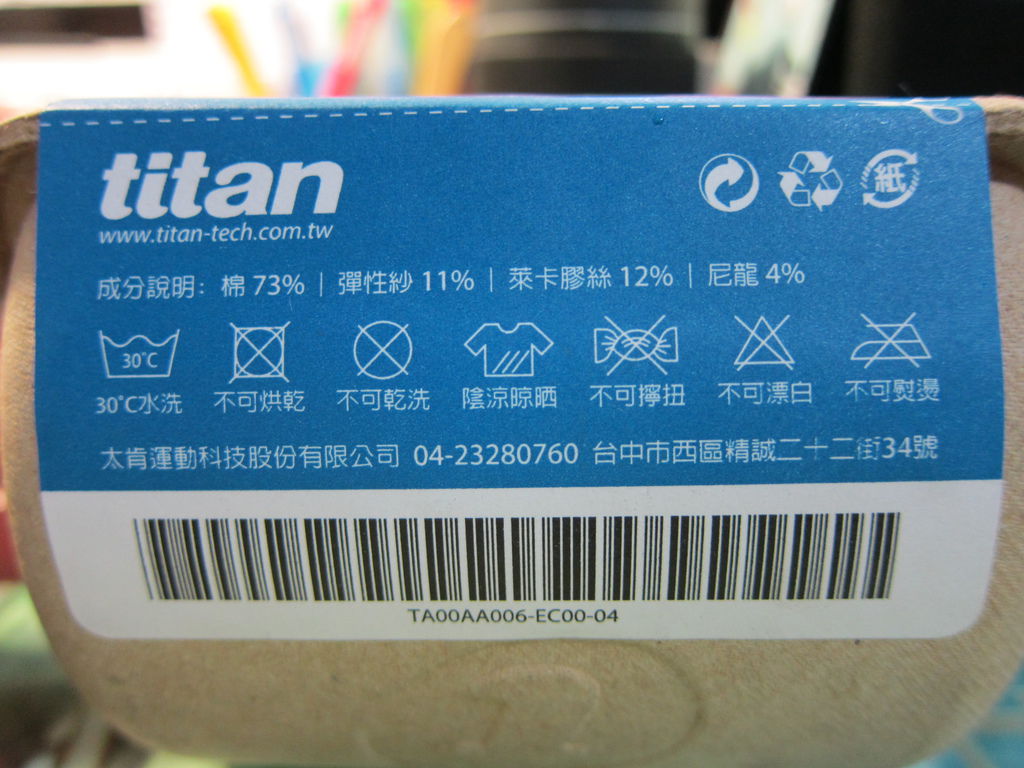 titan
www.titan-tech.com.tw
紙
成分說明: 棉 73% | 彈性紗 11% | 萊卡膠絲 12% | 尼龍 4%
30°C
30°C水洗 不可烘乾 不可乾洗 陰涼晾晒 不可擰扭 不可漂白 不可熨燙
太肯運動科技股份有限公司 04-23280760 台中市西區精誠二十二街34號
TA00AA006-EC00-04